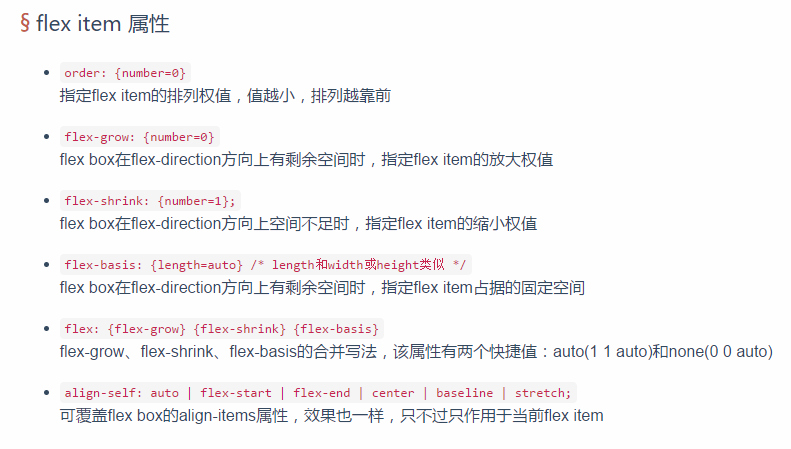 § flex item 属性
order: {number=0}
指定flex item的排列权值，值越小，排列越靠前
flex-grow: {number=0}
flex box在flex-direction方向上有剩余空间时，指定flex item的放大权值
flex-shrink: {number=1};
flex box在flex-direction方向上空间不足时，指定flex item的缩小权值
flex-basis: {length=auto} /* length和width或height类似 */
flex box在flex-direction方向上有剩余空间时，指定flex item占据的固定空间
flex: {flex-grow} {flex-shrink} {flex-basis}
flex-grow、flex-shrink、flex-basis的合并写法，该属性有两个快捷值：auto(1 1 auto)和none(0 0 auto)
align-self: auto | flex-start | flex-end | center | baseline | stretch;
可覆盖flex box的align-items属性，效果也一样，只不过只作用于当前flex item